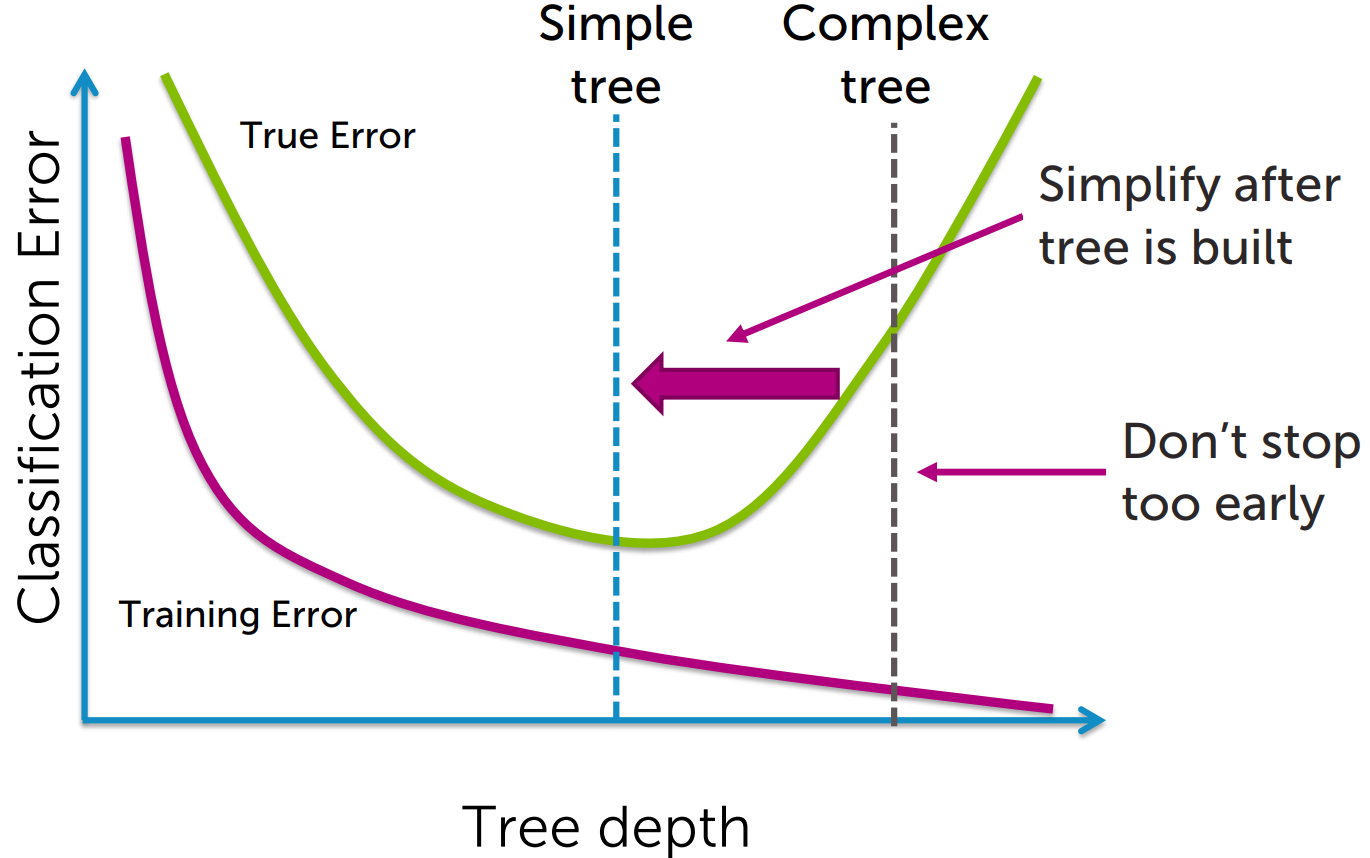 Simple
tree
Complex
tree
True Error
Simplify after
tree is built
Don’t stop
too early
Classification Error
Training Error
Tree depth